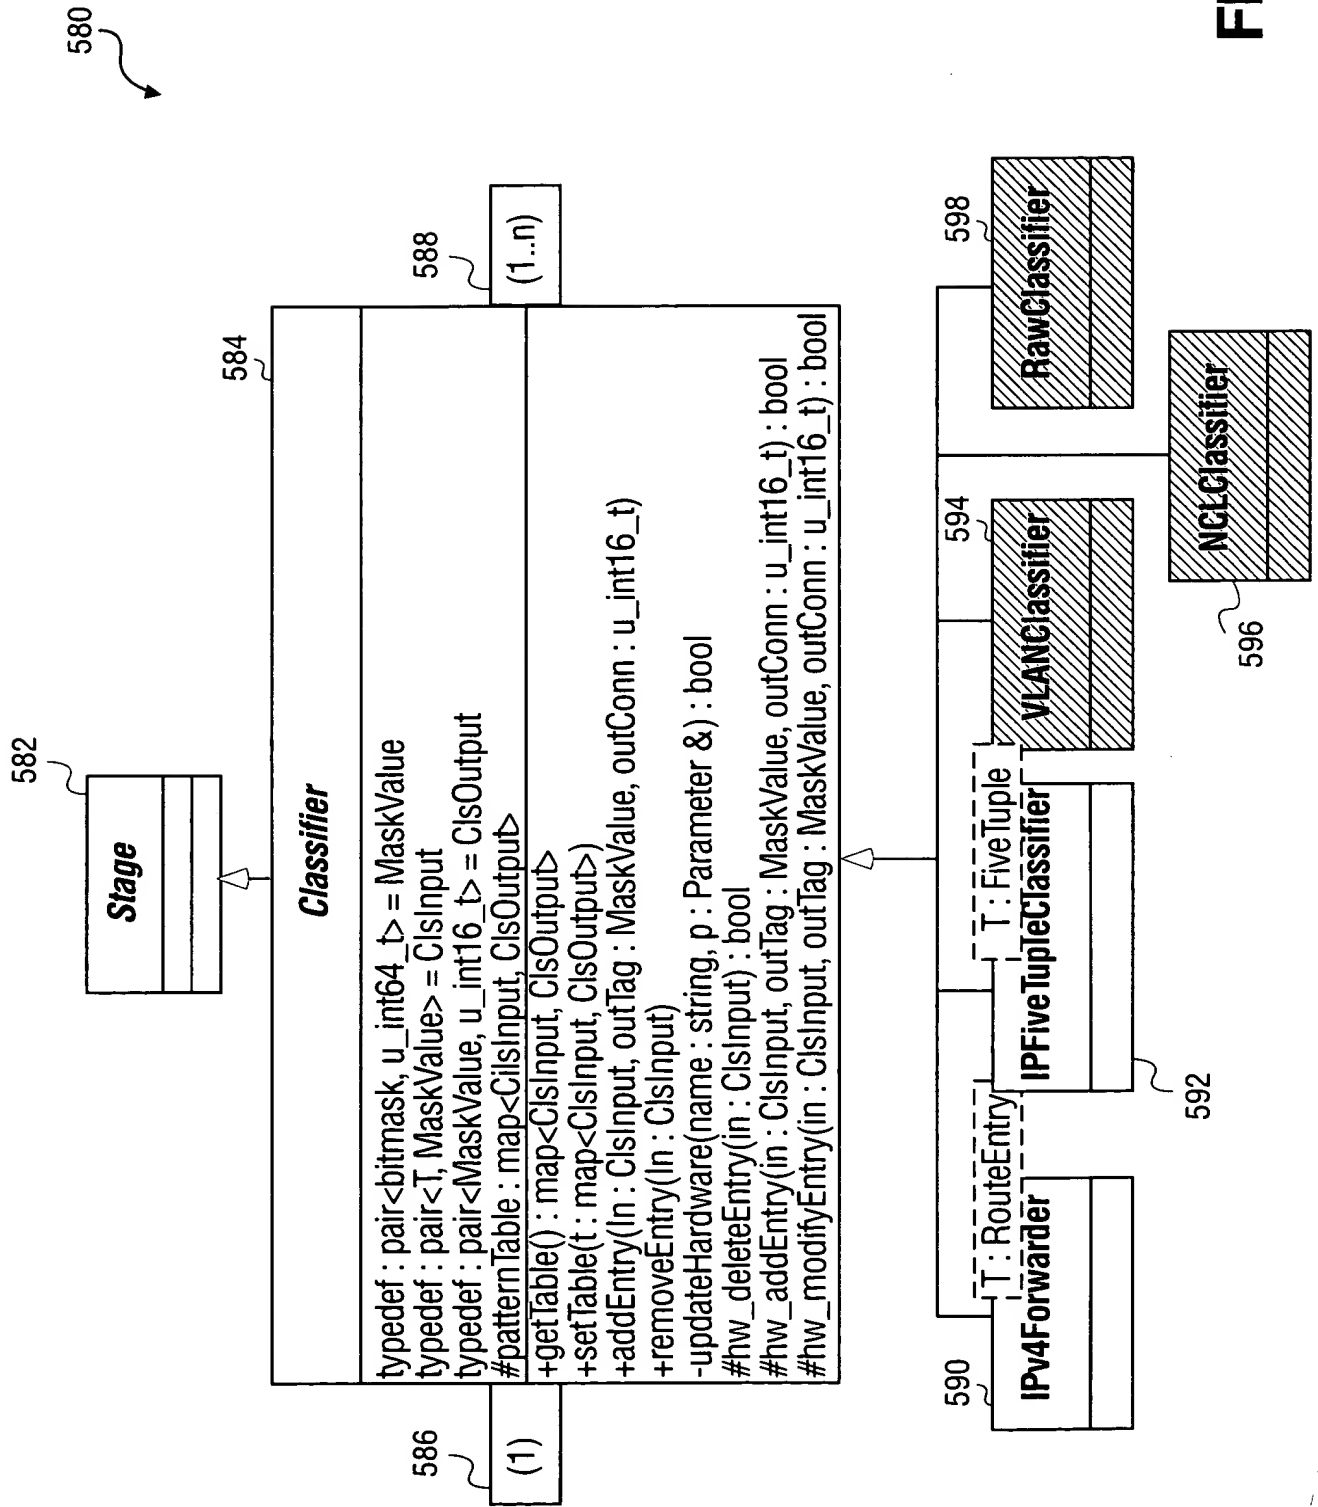 580
582
Stage
584
Classifier
typedef : pair<bitmask, u_int64_t> = MaskValue
typedef : pair<T, MaskValue> = ClsInput
typedef : pair<MaskValue, u_int16_t> = ClsOutput
#patternTable : map<CilsInput, ClsOutput>
+getTable() : map<ClsInput, ClsOutput>
+setTable(t : map<ClsInput, ClsOutput>)
+addEntry(In : ClsInput, outTag : MaskValue, outConn : u_int16_t)
+removeEntry(In : ClsInput)
-updateHardware(name : string, p : Parameter &) : bool
#hw_deleteEntry(in : ClsInput) : bool
#hw_addEntry(in : ClsInput, outTag : MaskValue, outConn : u_int16_t) : bool
#hw_modifyEntry(in : ClsInput, outTag : MaskValue, outConn : u_int16_t) : bool
586
(1)
588
(1..n)
590
T : RouteEntry
IPv4Forwarder
T : FiveTuple
IPFiveTupleClassifier
592
594
VLANClassifier
598
RawClassifier
NCLClassifier
596